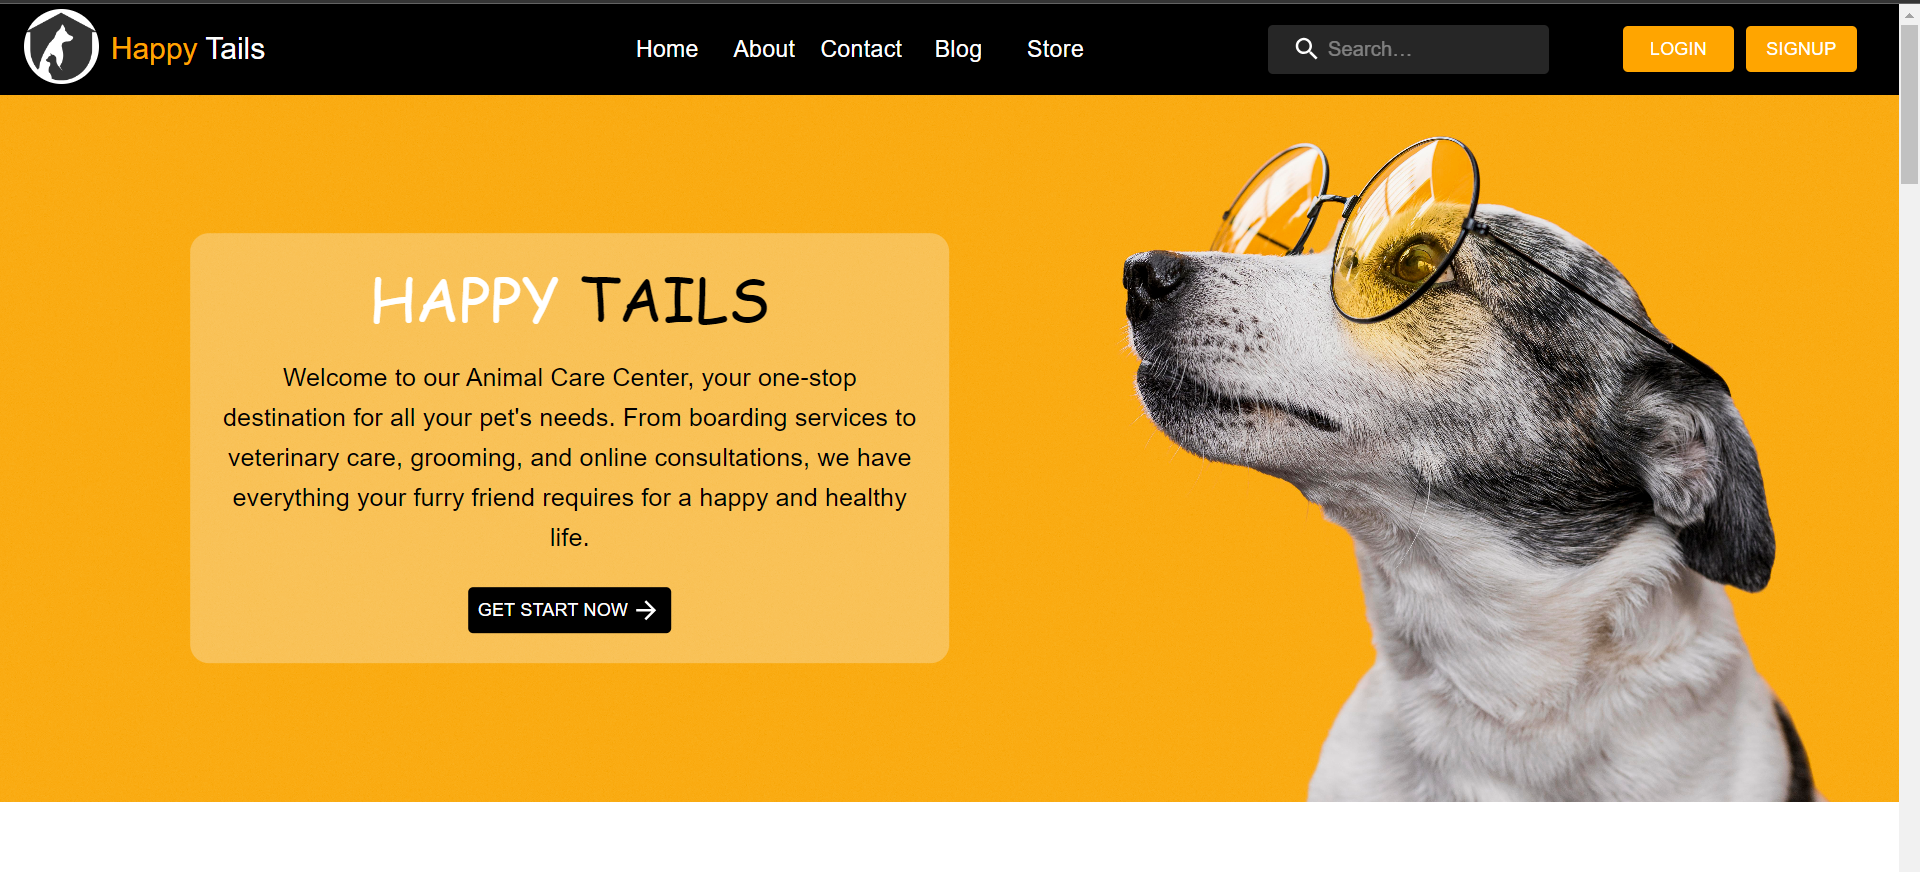 Happy Tails
Home About Contact Blog Store
Search...
LOGIN SIGNUP
HAPPY TAILS
Welcome to our Animal Care Center, your one-stop
destination for all your pet's needs. From boarding services to
veterinary care, grooming, and online consultations, we have
everything your furry friend requires for a happy and healthy
life.
GET START NOW →